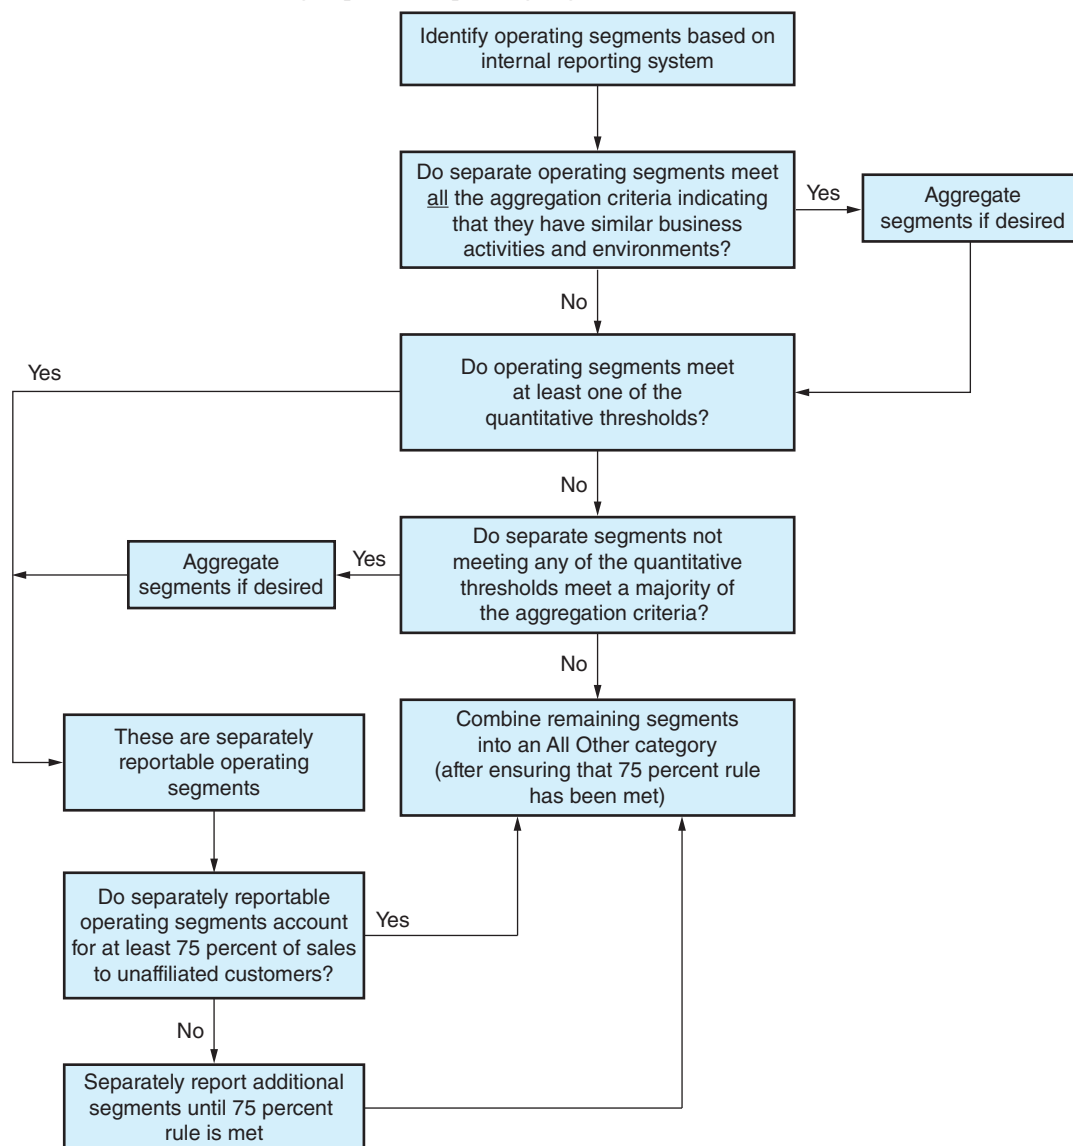 Identify operating segments based on
internal reporting system
Do separate operating segments meet
all the aggregation criteria indicating
that they have similar business
activities and environments?
Yes
Aggregate
segments if desired
No
Do operating segments meet
at least one of the
quantitative thresholds?
Yes
No
Do separate segments not
meeting any of the quantitative
thresholds meet a majority of
the aggregation criteria?
Yes
Aggregate
segments if desired
No
Combine remaining segments
into an All Other category
(after ensuring that 75 percent rule
has been met)
These are separately
reportable operating
segments
Do separately reportable
operating segments account
for at least 75 percent of sales
to unaffiliated customers?
Yes
No
Separately report additional
segments until 75 percent
rule is met